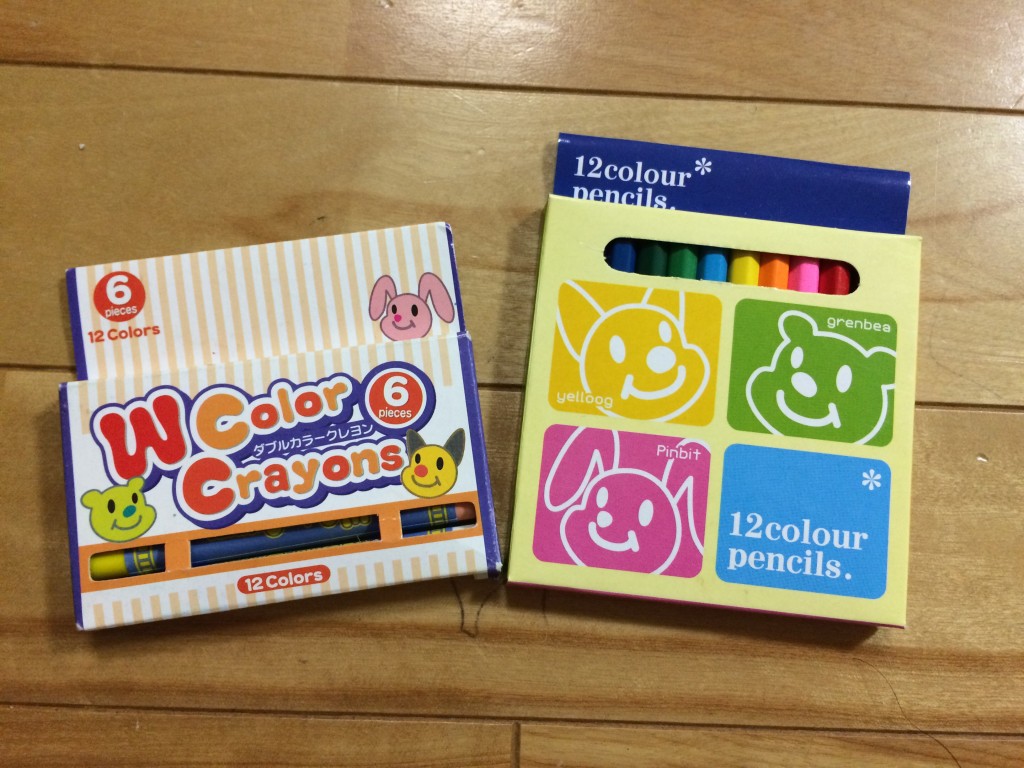 6
pieces
12 Colors
W Color
6
pieces
ダブルカラークレヨン
Crayons
12 Colors
12colour*
pencils.
yelloog
grenbea
Pinbit
*
12colour
pencils.